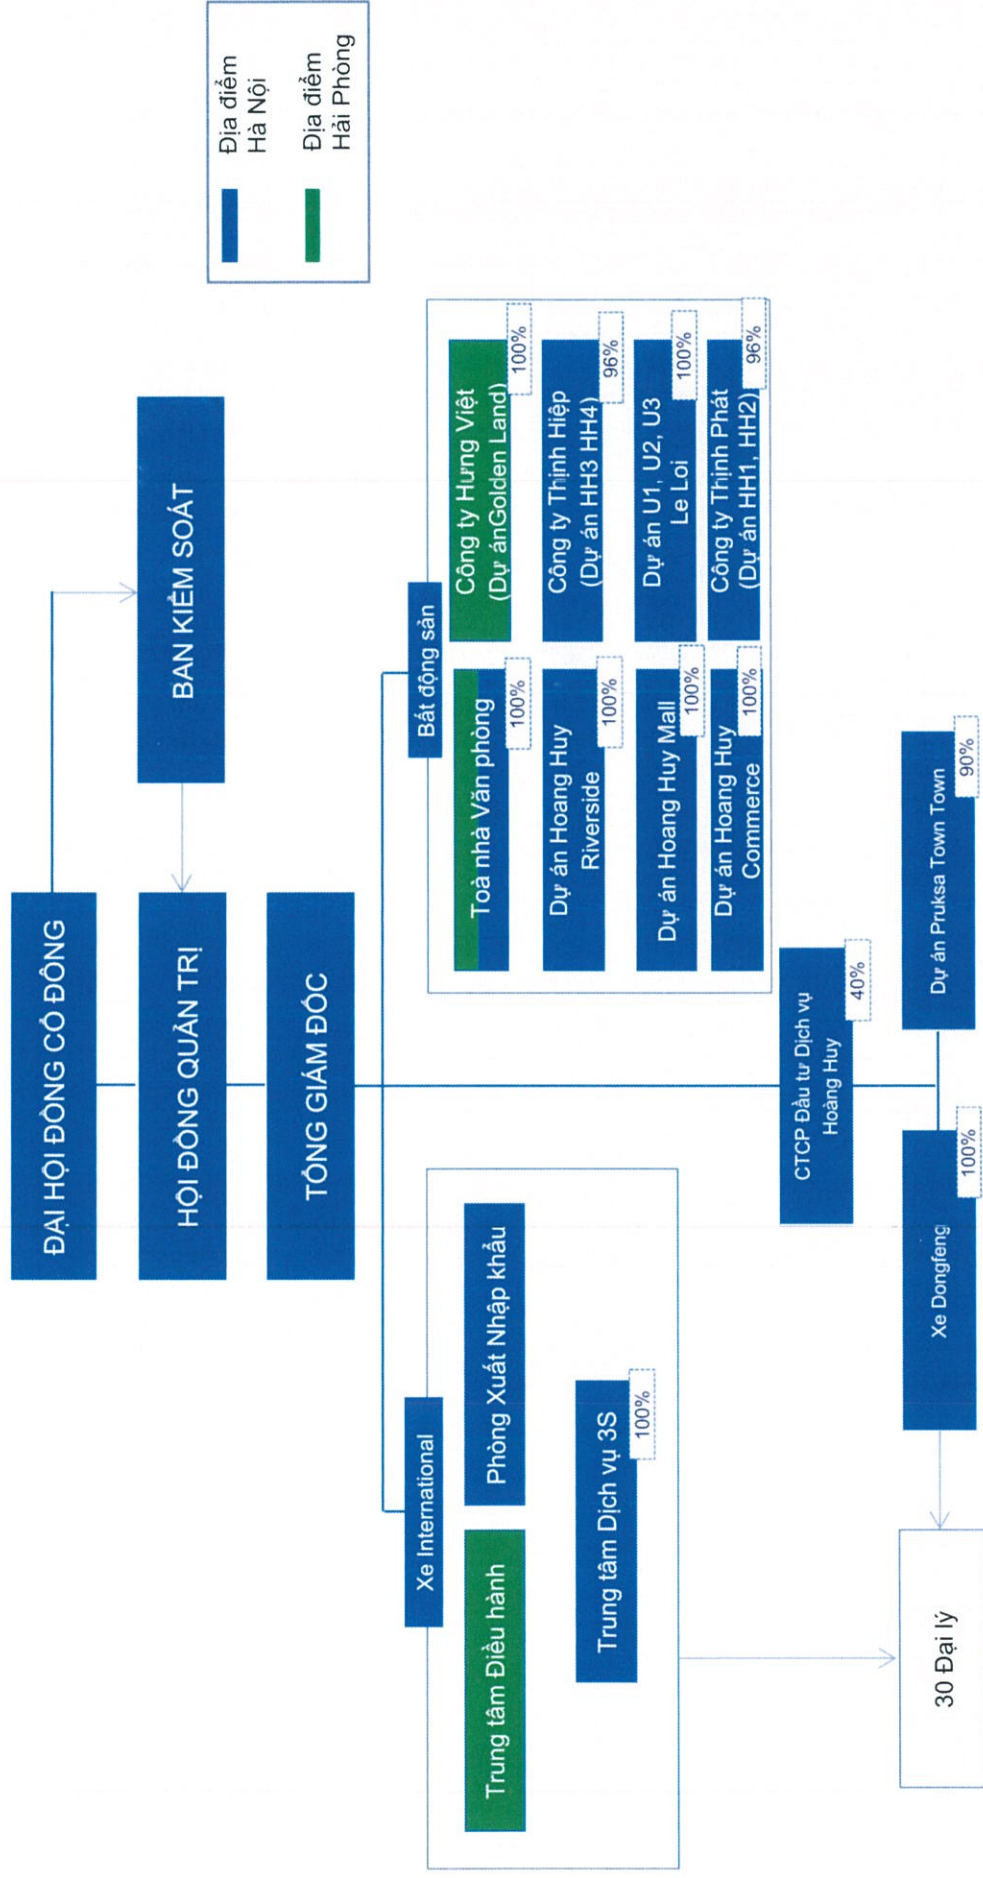 ĐẠI HỘI ĐỒNG CỔ ĐÔNG
HỘI ĐỒNG QUẢN TRỊ
BAN KIỂM SOÁT
TỔNG GIÁM ĐỐC
Địa điểm
Hà Nội
Địa điểm
Hải Phòng
Xe International
Trung tâm Điều hành
Phòng Xuất Nhập khẩu
Trung tâm Dịch vụ 3S
100%
Bất động sản
Toà nhà Văn phòng
100%
Công ty Hưng Việt
(Dự ánGolden Land)
100%
Dự án Hoang Huy
Riverside
100%
Công ty Thịnh Hiệp
(Dự án HH3 HH4)
96%
Dự án Hoang Huy Mall
100%
Dự án U1, U2, U3
Le Loi
100%
Dự án Hoang Huy
Commerce
100%
Công ty Thịnh Phát
(Dự án HH1, HH2)
96%
CTCP Đầu tư Dịch vụ
Hoàng Huy
40%
30 Đại lý
Xe Dongfeng
100%
Dự án Pruksa Town Town
90%